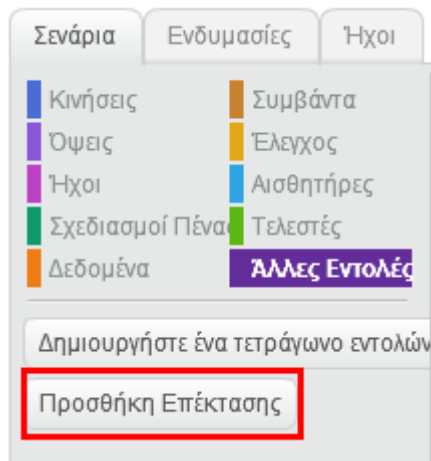 Σενάρια Ενδυμασίες Ήχοι
Κινήσεις Συμβάντα
Όψεις Έλεγχος
Ήχοι Αισθητήρες
Σχεδιασμοί Πένας Τελεστές
Δεδομένα Άλλες Εντολές
Δημιουργήστε ένα τετράγωνο εντολών
Προσθήκη Επέκτασης